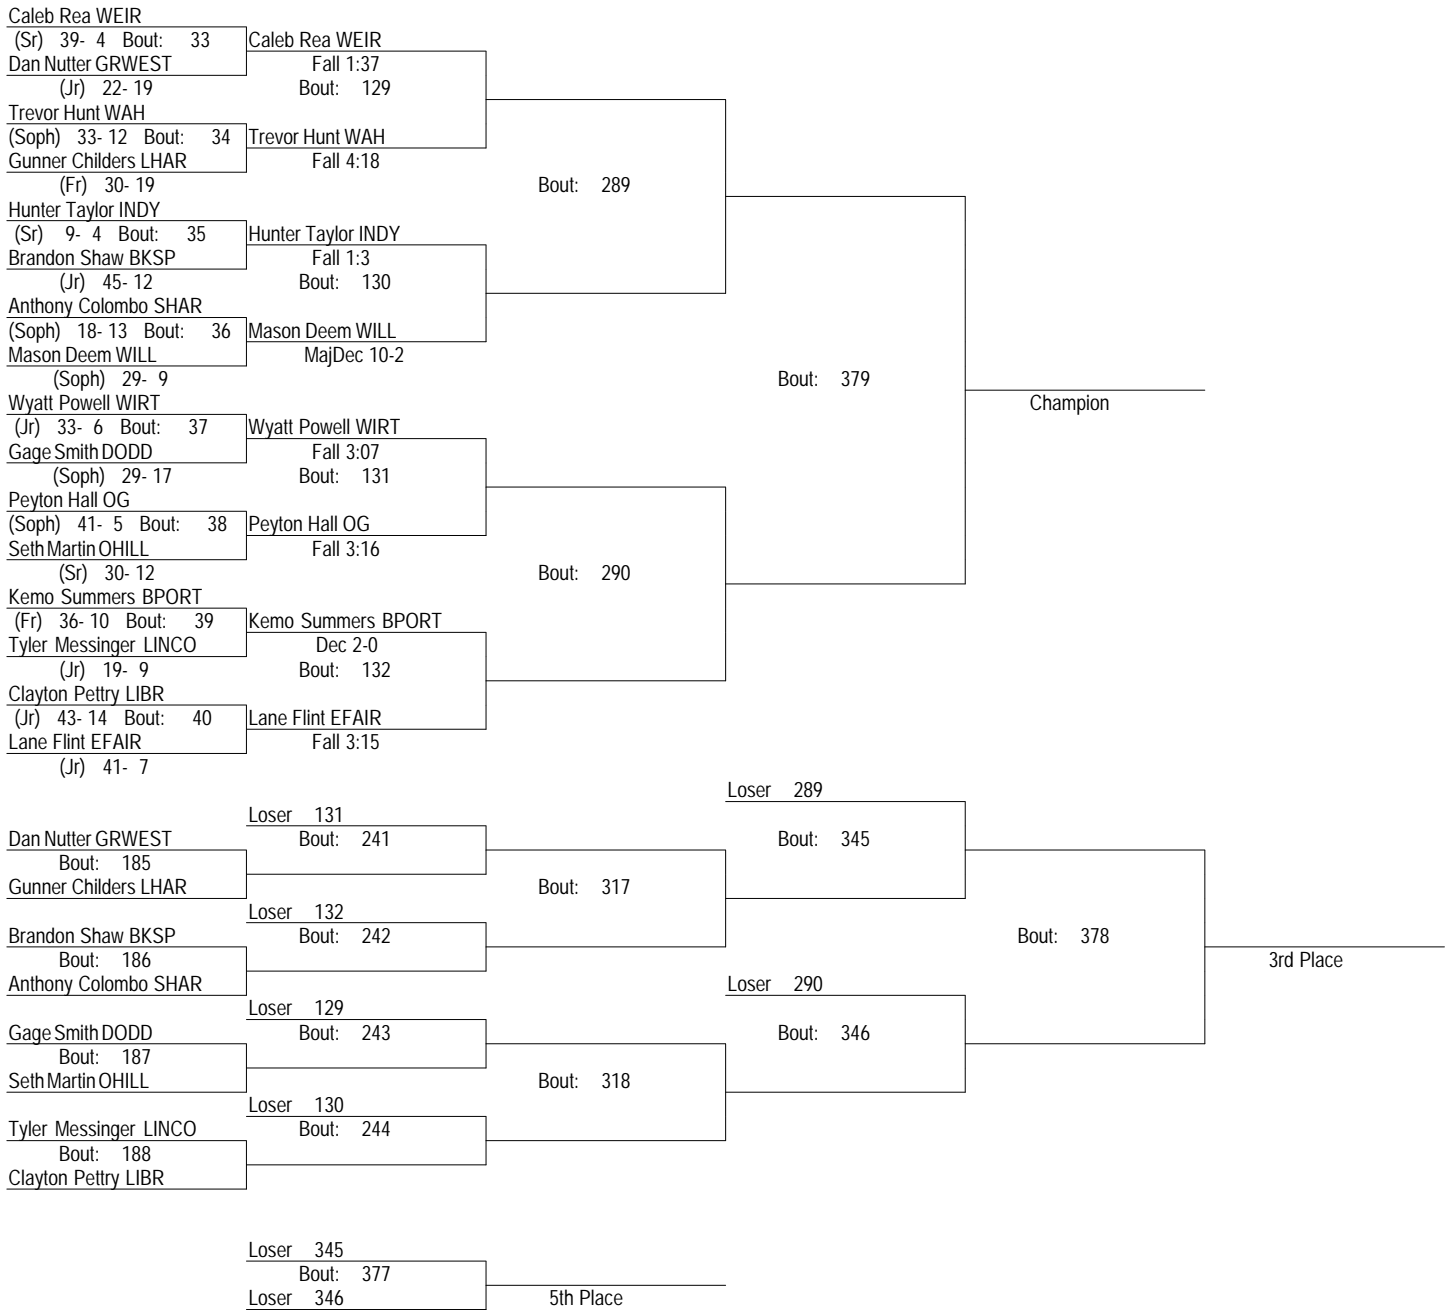 Caleb Rea WEIR
(Sr) 39- 4 Bout: 33
Caleb Rea WEIR
Dan Nutter GRWEST
Fall 1:37
(Jr) 22- 19
Bout: 129
Trevor Hunt WAH
(Soph) 33- 12 Bout: 34
Trevor Hunt WAH
Gunner Childers LHAR
Fall 4:18
(Fr) 30- 19
Bout: 289
Hunter Taylor INDY
(Sr) 9- 4 Bout: 35
Hunter Taylor INDY
Brandon Shaw BKSP
Fall 1:3
(Jr) 45- 12
Bout: 130
Anthony Colombo SHAR
(Soph) 18- 13 Bout: 36
Mason Deem WILL
Mason Deem WILL
MajDec 10-2
(Soph) 29- 9
Bout: 379
Wyatt Powell WIRT
Champion
(Jr) 33- 6 Bout: 37
Wyatt Powell WIRT
Gage Smith DODD
Fall 3:07
(Soph) 29- 17
Bout: 131
Peyton Hall OG
(Soph) 41- 5 Bout: 38
Peyton Hall OG
Seth Martin OHILL
Fall 3:16
(Sr) 30- 12
Bout: 290
Kemo Summers BPORT
(Fr) 36- 10 Bout: 39
Kemo Summers BPORT
Tyler Messinger LINCO
Dec 2-0
(Jr) 19- 9
Bout: 132
Clayton Pettry LIBR
(Jr) 43- 14 Bout: 40
Lane Flint EFAIR
Lane Flint EFAIR
Fall 3:15
(Jr) 41- 7
Loser 289
Loser 131
Dan Nutter GRWEST
Bout: 241
Bout: 345
Bout: 185
Gunner Childers LHAR
Bout: 317
Loser 132
Brandon Shaw BKSP
Bout: 242
Bout: 378
Bout: 186
3rd Place
Anthony Colombo SHAR
Loser 290
Loser 129
Gage Smith DODD
Bout: 243
Bout: 346
Bout: 187
Seth Martin OHILL
Bout: 318
Loser 130
Tyler Messinger LINCO
Bout: 244
Bout: 188
Clayton Pettry LIBR
Loser 345
Bout: 377
Loser 346
5th Place